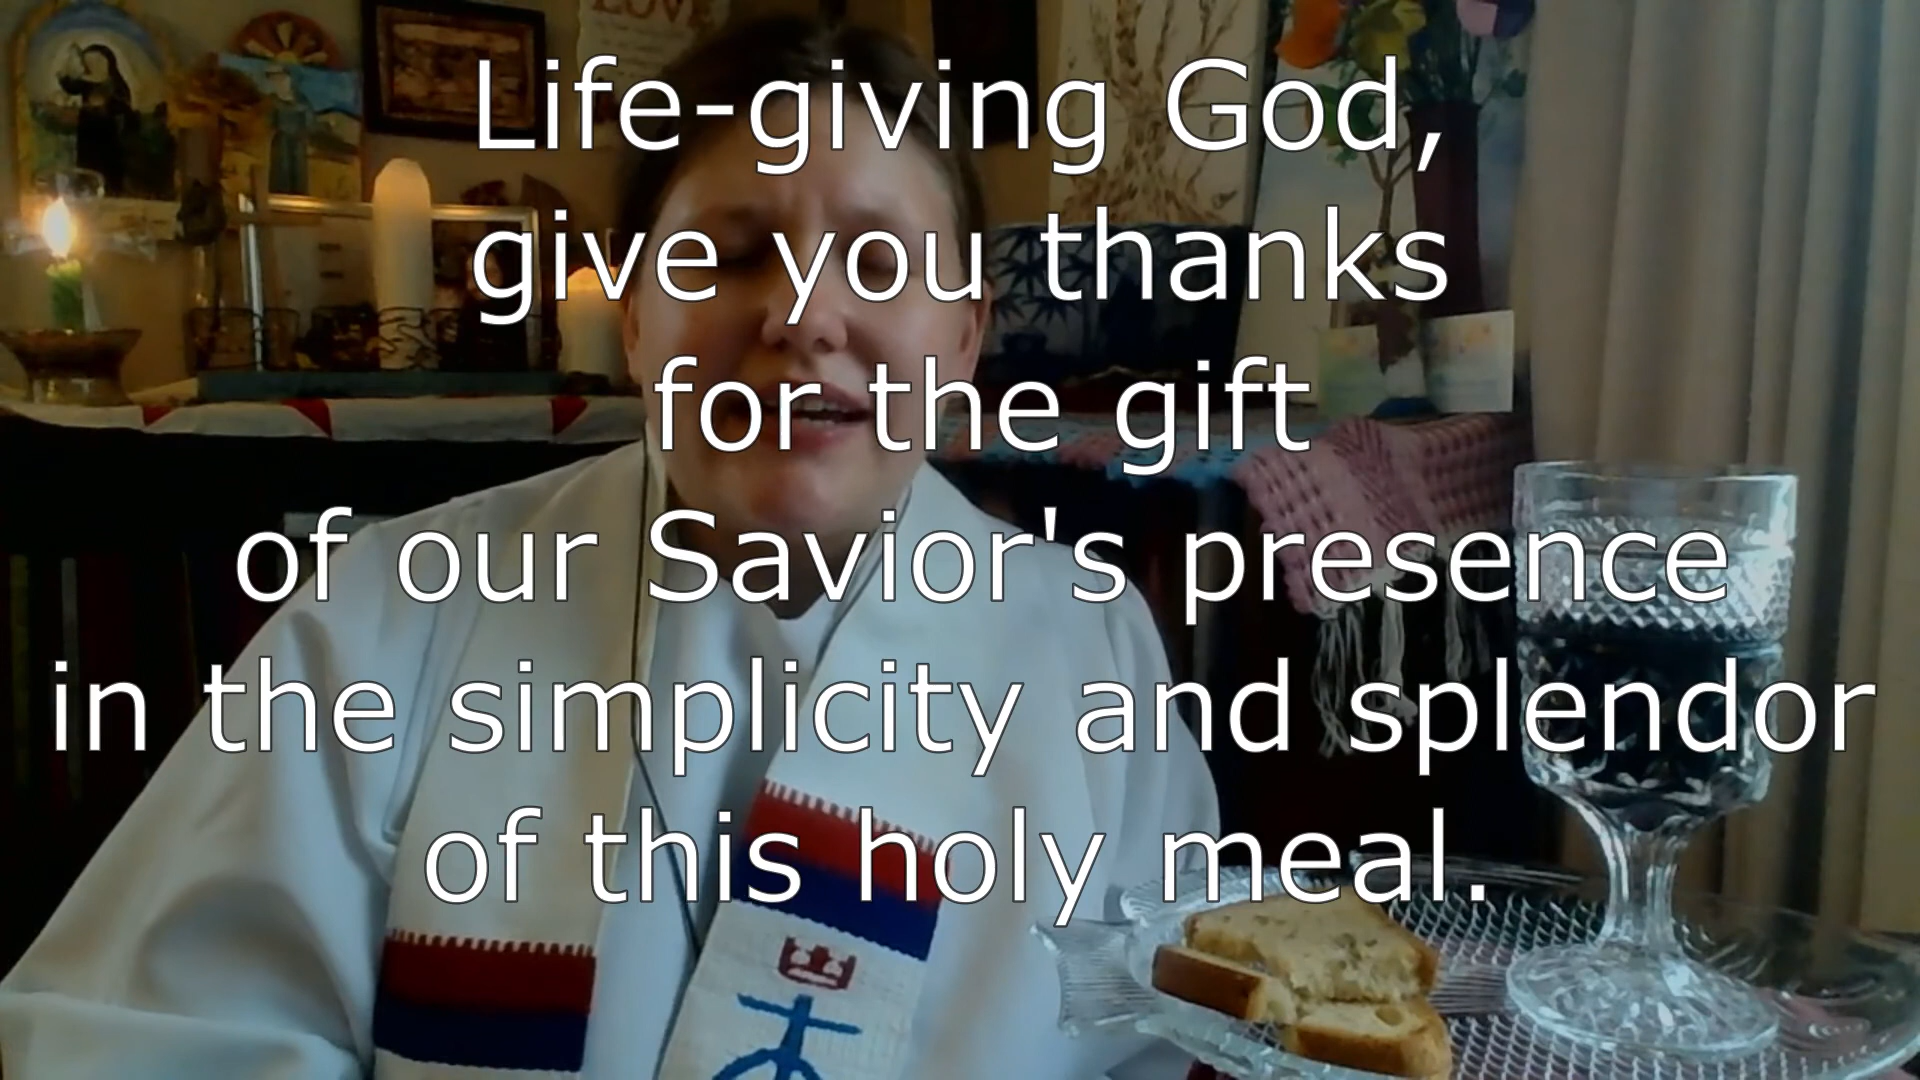 LOVE
Life-giving God,
give you thanks
for the gift
of our Savior's presence
in the simplicity and splendor
of this holy meal.